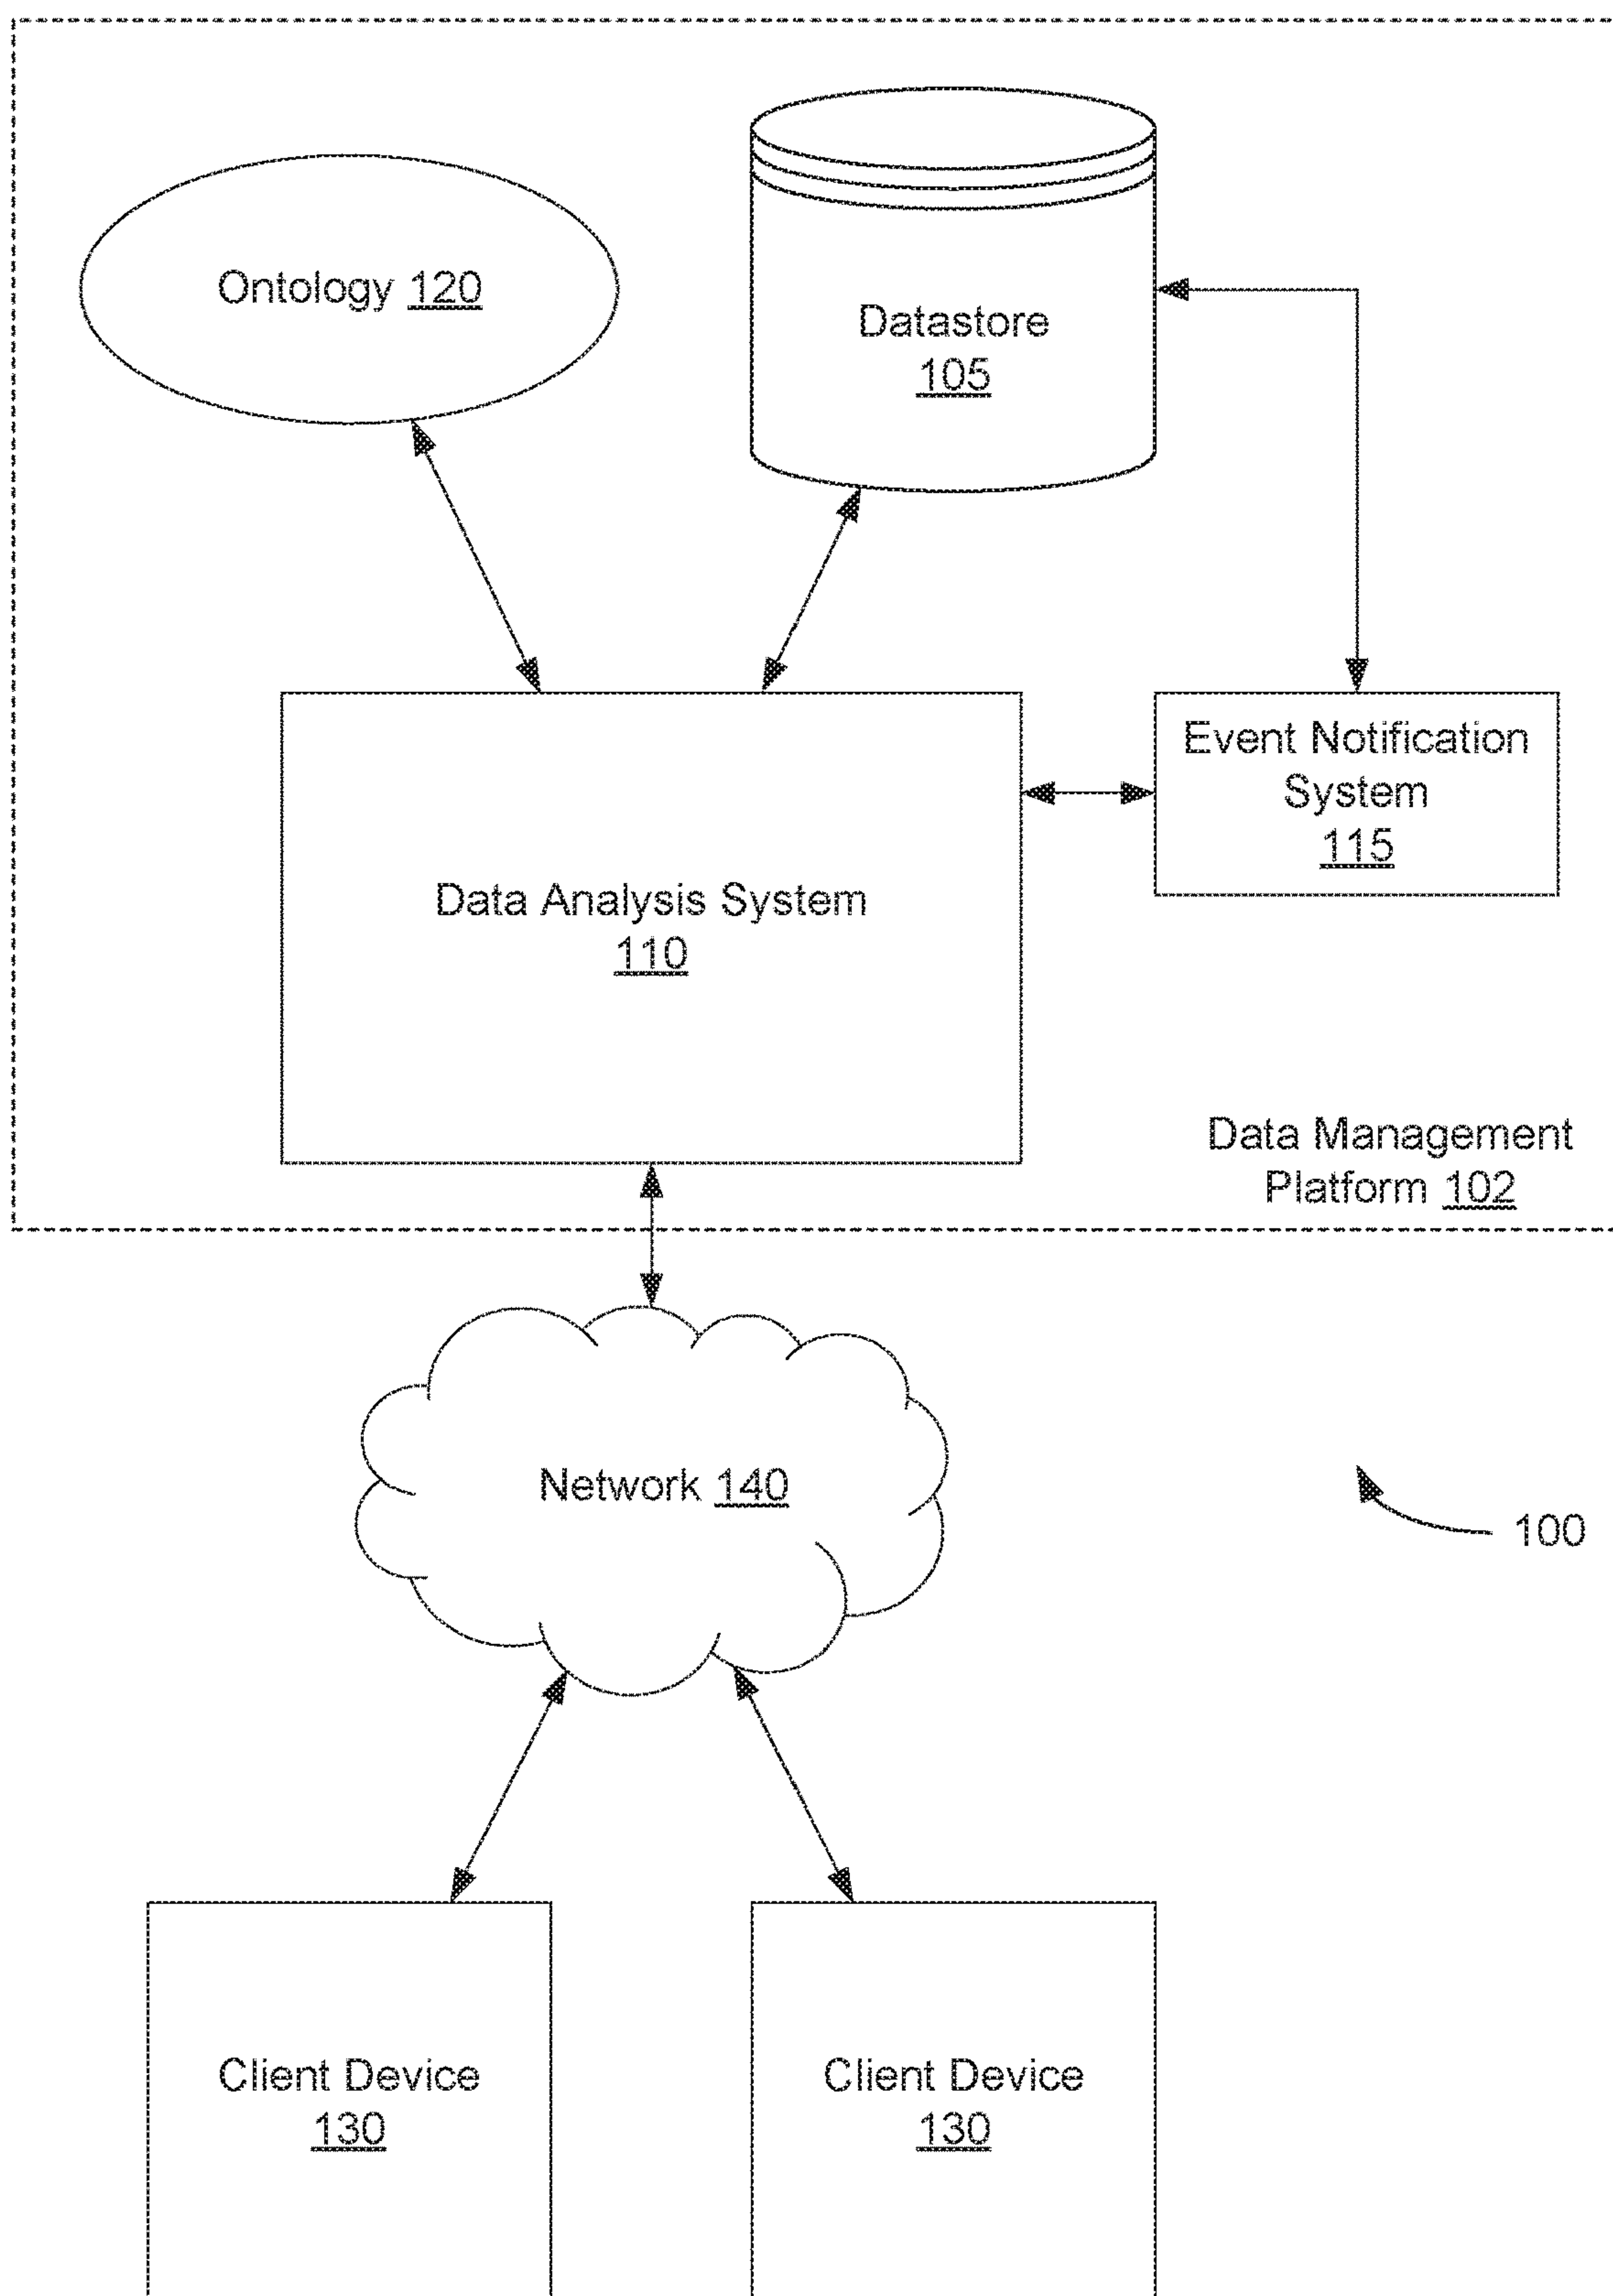 Ontology 120
Datastore
105
Event Notification
System
115
Data Analysis System
110
Data Management
Platform 102
Network 140
100
Client Device
130
Client Device
130